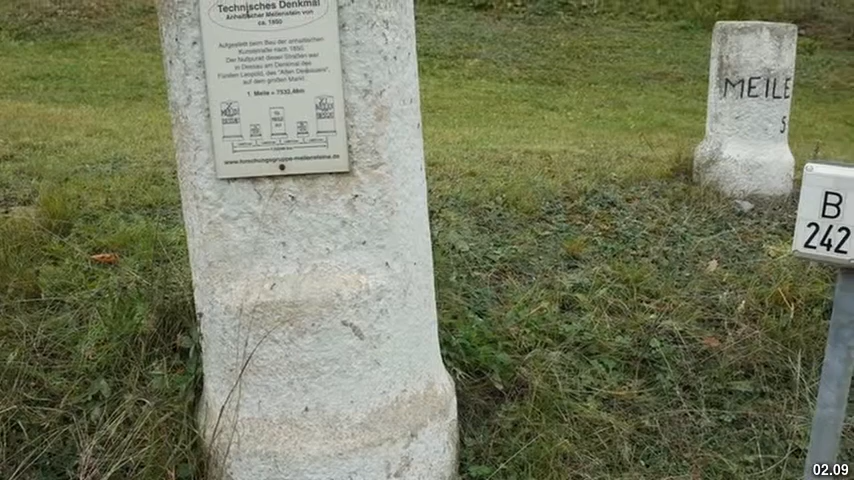 Technisches Denkmal
Anhaltischer Meilenstein von
ca. 1850
Aufgestellt beim Bau der anhaltischen
Kunststraße nach 1850.
Der Nullpunkt dieser Straßen war
in Dessau am Denkmal des
Fürsten Leopold, des "Alten Dessauers",
auf dem großen Markt.
1 Meile = 7532,48m
www.forschungsgruppe-meilensteine.de
MEILE
5
B
242
02.09